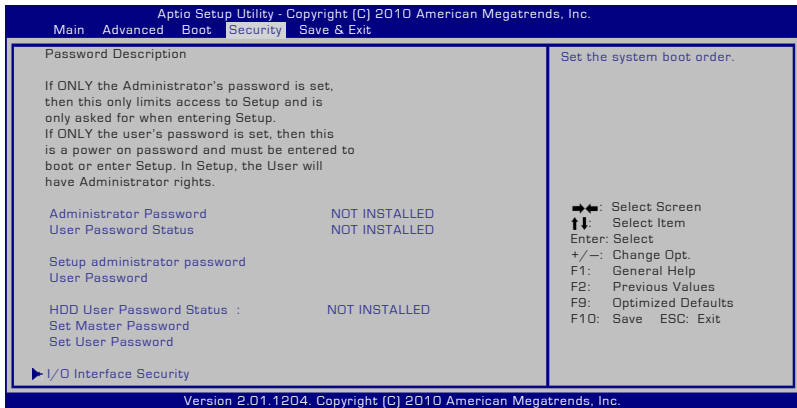 Aptio Setup Utility - Copyright (C) 2010 American Megatrends, Inc.
Main Advanced Boot Security Save & Exit
Password Description
If ONLY the Administrator's password is set,
then this only limits access to Setup and is
only asked for when entering Setup.
If ONLY the user's password is set, then this
is a power on password and must be entered to
boot or enter Setup. In Setup, the User will
have Administrator rights.
Administrator Password NOT INSTALLED
User Password Status NOT INSTALLED
Setup administrator password
User Password
HDD User Password Status : NOT INSTALLED
Set Master Password
Set User Password
I/O Interface Security
Set the system boot order.
→←: Select Screen
↑↓: Select Item
Enter: Select
+/—: Change Opt.
F1: General Help
F2: Previous Values
F9: Optimized Defaults
F10: Save ESC: Exit
Version 2.01.1204. Copyright (C) 2010 American Megatrends, Inc.